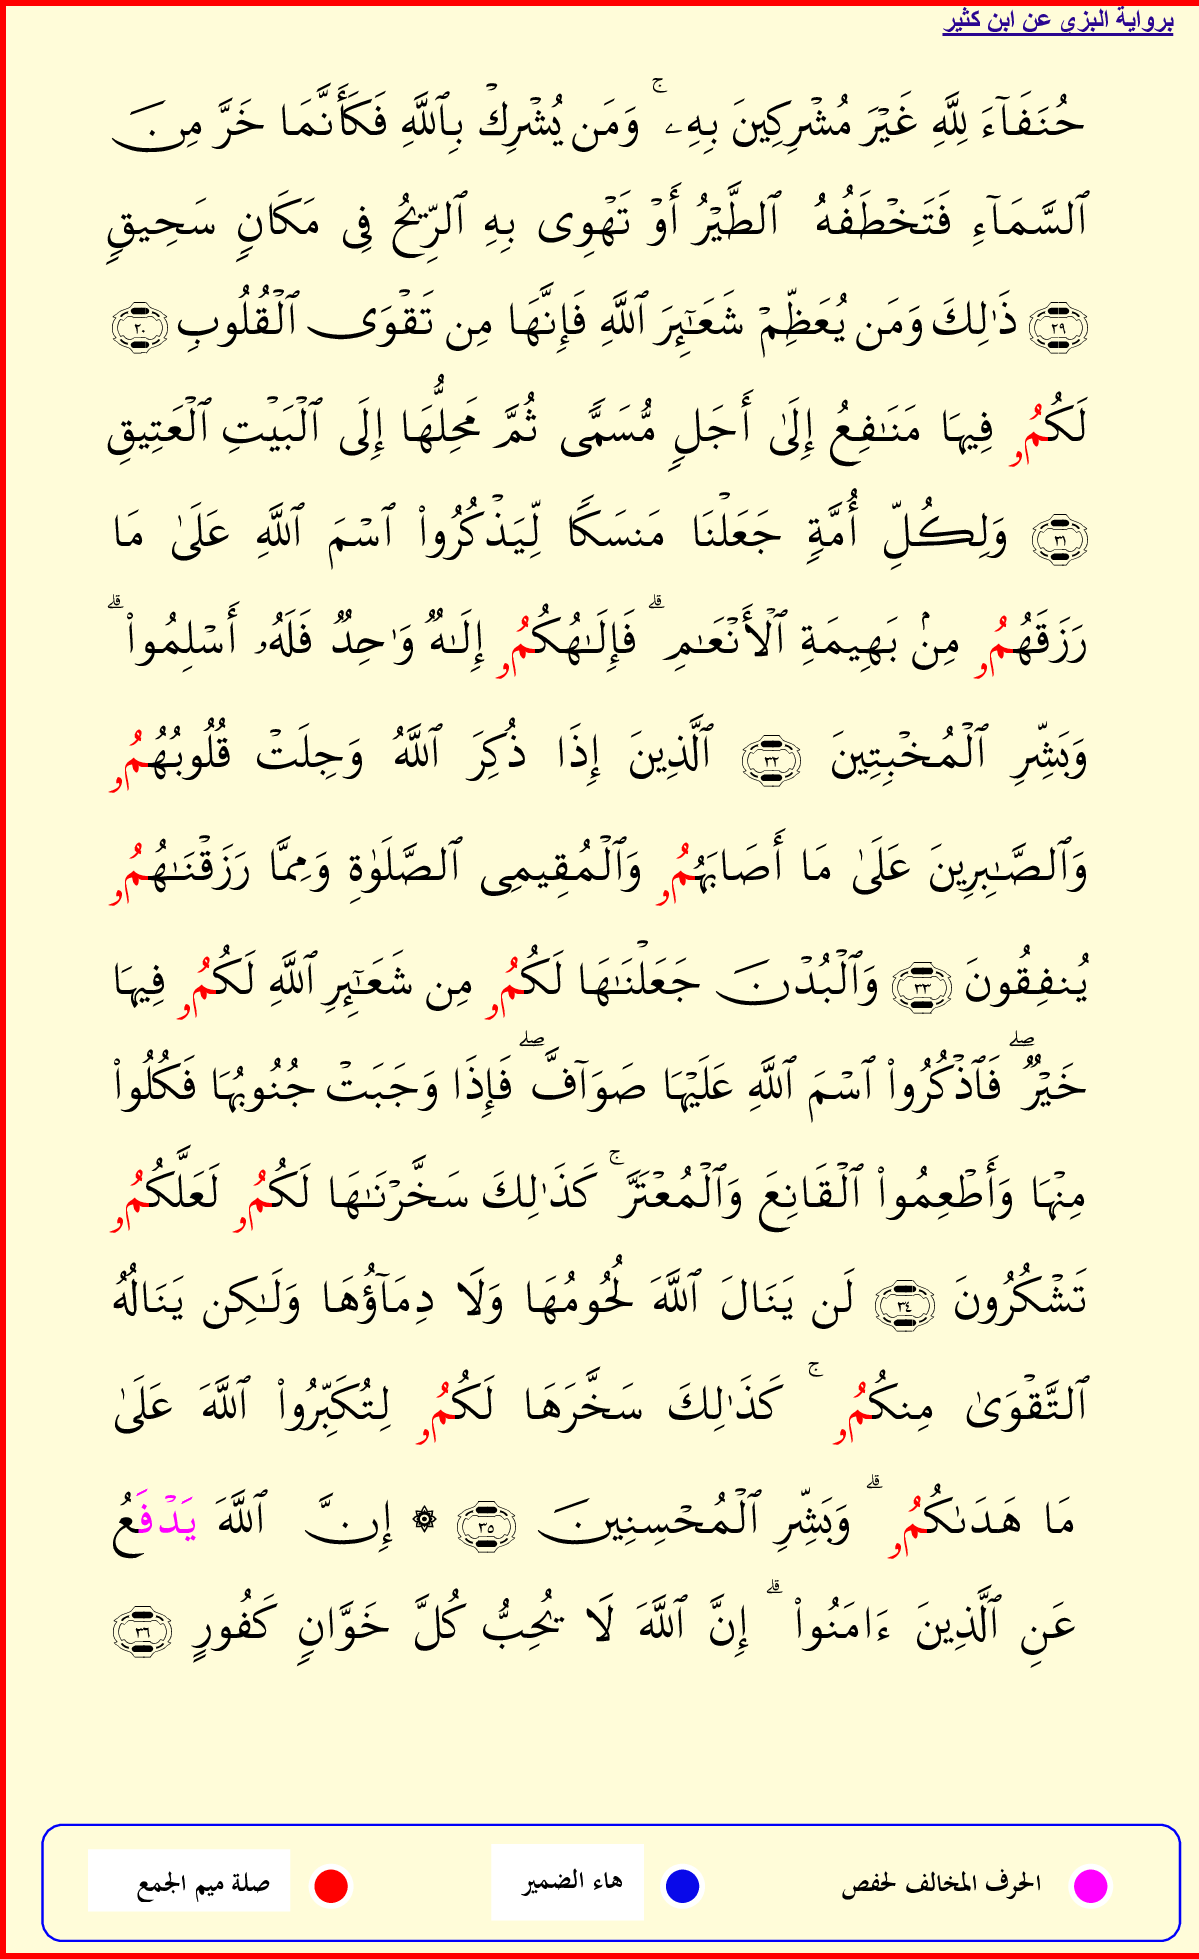 برواية البزى عن ابن كثير
حُنَفَآءَ لِلَّهِ غَيْرَ مُشْرِكِينَ بِهِۦ ۚ وَمَن يُشْرِكْ بِٱللَّهِ فَكَأَنَّمَا خَرَّ مِنَ
ٱلسَّمَآءِ فَتَخْطَفُهُ ٱلطَّيْرُ أَوْ تَهْوِى بِهِ ٱلرِّيحُ فِى مَكَانٍ سَحِيقٍ
٢٩ ذَٰلِكَ وَمَن يُعَظِّمْ شَعَـٰٓئِرَ ٱللَّهِ فَإِنَّهَا مِن تَقْوَى ٱلْقُلُوبِ ٣٠
لَكُمُو فِيهَا مَنَـٰفِعُ إِلَىٰٓ أَجَلٍ مُّسَمًّى ثُمَّ مَحِلُّهَا إِلَى ٱلْبَيْتِ ٱلْعَتِيقِ
٣١ وَلِكُلِّ أُمَّةٍ جَعَلْنَا مَنسَكًا لِّيَذْكُرُوا۟ ٱسْمَ ٱللَّهِ عَلَىٰ مَا
رَزَقَهُمُو مِنۢ بَهِيمَةِ ٱلْأَنْعَـٰمِ ۗ فَإِلَـٰهُكُمُو إِلَـٰهٌ وَٰحِدٌ فَلَهُۥ أَسْلِمُوا۟ ۗ
وَبَشِّرِ ٱلْمُخْبِتِينَ ٣٢ ٱلَّذِينَ إِذَا ذُكِرَ ٱللَّهُ وَجِلَتْ قُلُوبُهُمُو
وَٱلصَّـٰبِرِينَ عَلَىٰ مَا أَصَابَهُمُو وَٱلْمُقِيمِى ٱلصَّلَوٰةِ وَمِمَّا رَزَقْنَـٰهُمُو
يُنفِقُونَ ٣٣ وَٱلْبُدْنَ جَعَلْنَـٰهَا لَكُمُو مِن شَعَـٰٓئِرِ ٱللَّهِ لَكُمُو فِيهَا
خَيْرٌ ۖ فَٱذْكُرُوا۟ ٱسْمَ ٱللَّهِ عَلَيْهَا صَوَآفَّ ۖ فَإِذَا وَجَبَتْ جُنُوبُهَا فَكُلُوا۟
مِنْهَا وَأَطْعِمُوا۟ ٱلْقَانِعَ وَٱلْمُعْتَرَّ ۚ كَذَٰلِكَ سَخَّرْنَـٰهَا لَكُمُو لَعَلَّكُمُو
تَشْكُرُونَ ٣٤ لَن يَنَالَ ٱللَّهَ لُحُومُهَا وَلَا دِمَآؤُهَا وَلَـٰكِن يَنَالُهُ
ٱلتَّقْوَىٰ مِنكُمُو ۚ كَذَٰلِكَ سَخَّرَهَا لَكُمُو لِتُكَبِّرُوا۟ ٱللَّهَ عَلَىٰ
مَا هَدَىٰكُمُو ۗ وَبَشِّرِ ٱلْمُحْسِنِينَ ٣٥ ۞ إِنَّ ٱللَّهَ يَدْفَعُ
عَنِ ٱلَّذِينَ ءَامَنُوا۟ ۗ إِنَّ ٱللَّهَ لَا يُحِبُّ كُلَّ خَوَّانٍ كَفُورٍ ٣٦
الحرف المخالف لحفص هاء الضمير صلة ميم الجمع